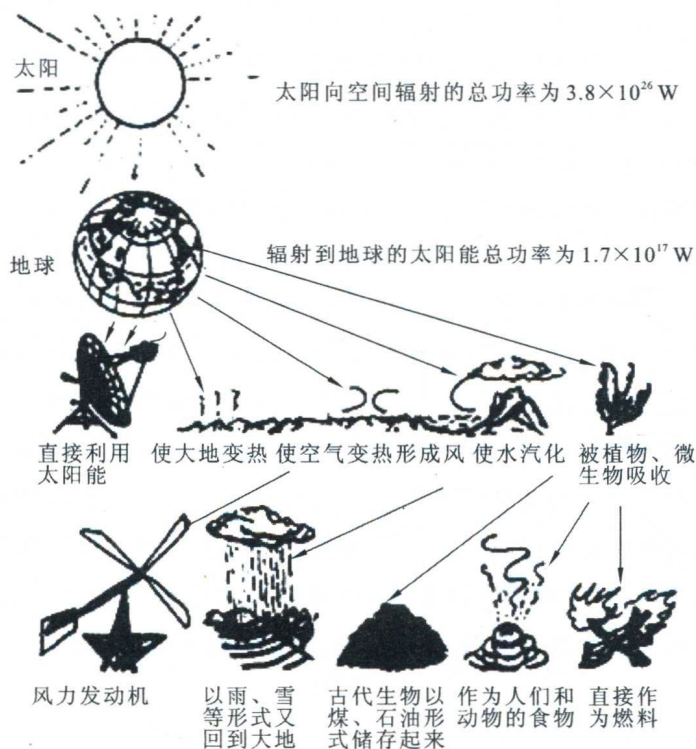 太阳
太阳向空间辐射的总功率为3.8×10²⁶ W
地球
辐射到地球的太阳能总功率为1.7×10¹⁷ W
直接利用
太阳能
使大地变热
使空气变热形成风
使水汽化
被植物、微
生物吸收
风力发动机
以雨、雪
等形式又
回到大地
古代生物以
煤、石油形
式储存起来
作为人们和
动物的食物
直接作
为燃料